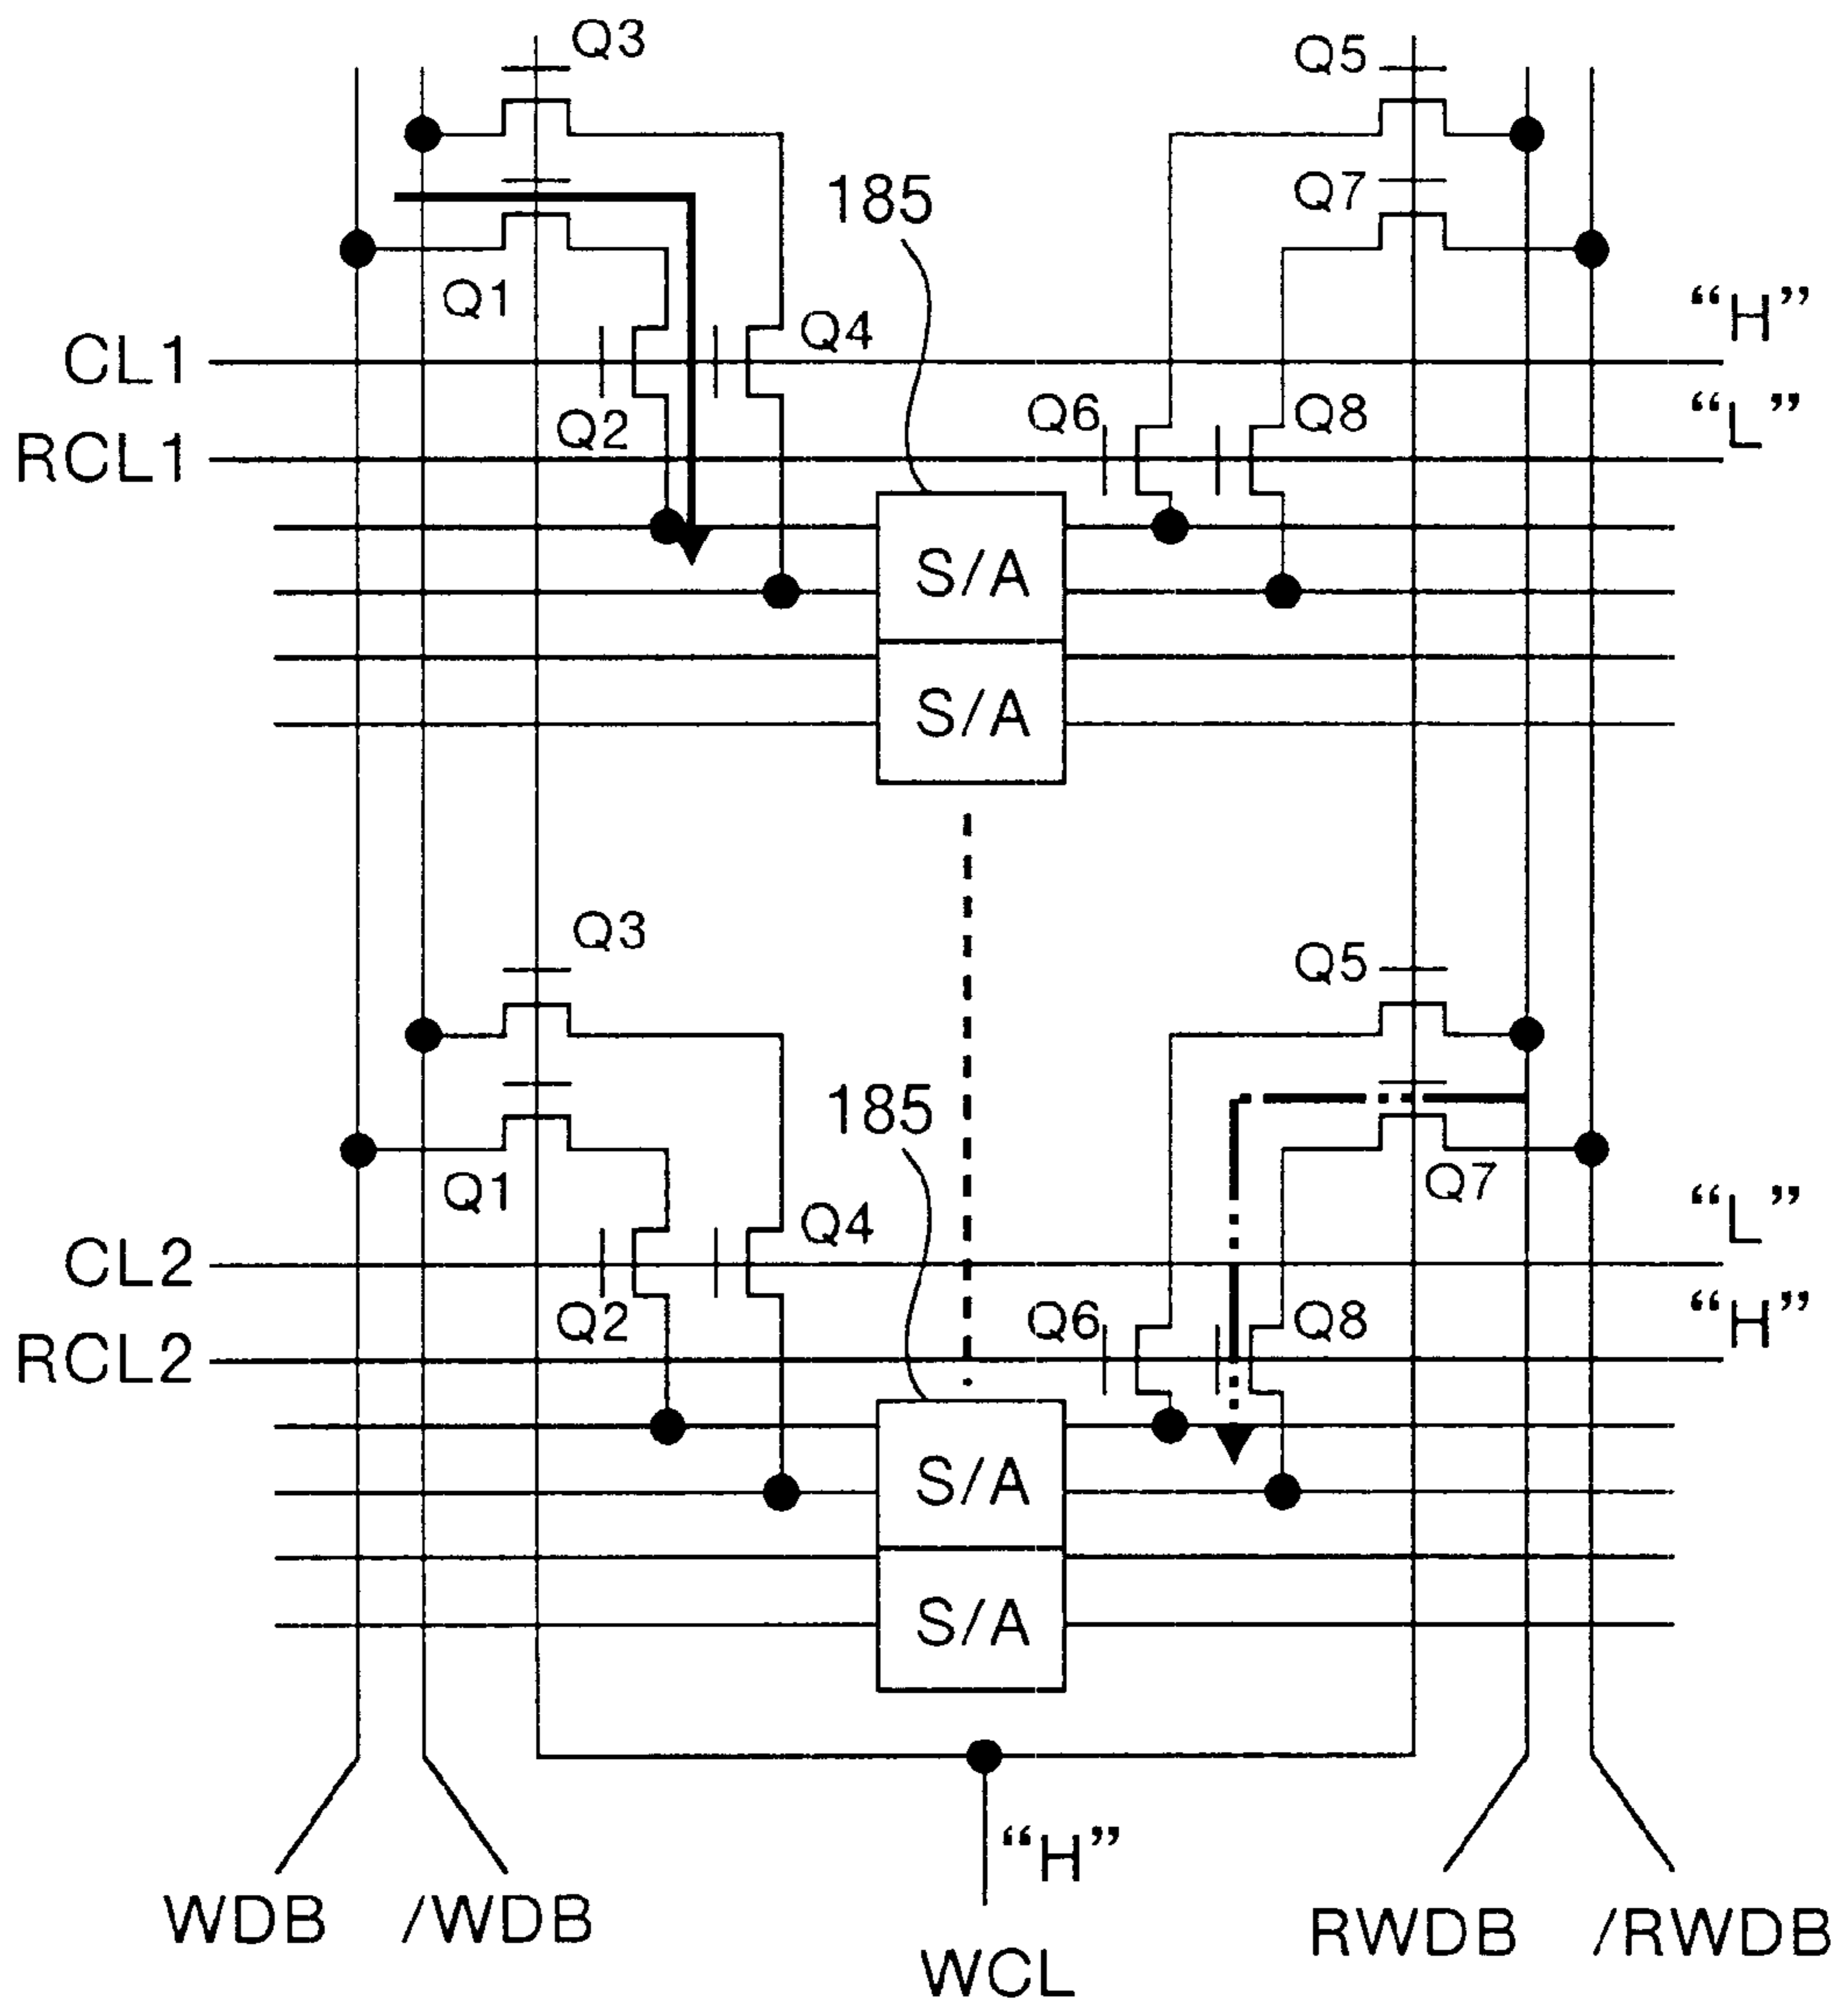 Q3
Q5
185
Q7
Q1
“H”
CL1
Q4
“L”
RCL1
Q2
Q6
Q8
S/A
S/A
Q3
Q5
185
Q1
Q7
“L”
CL2
Q4
“H”
RCL2
Q2
Q6
Q8
S/A
S/A
“H”
WDB
/WDB
RWDB
/RWDB
WCL